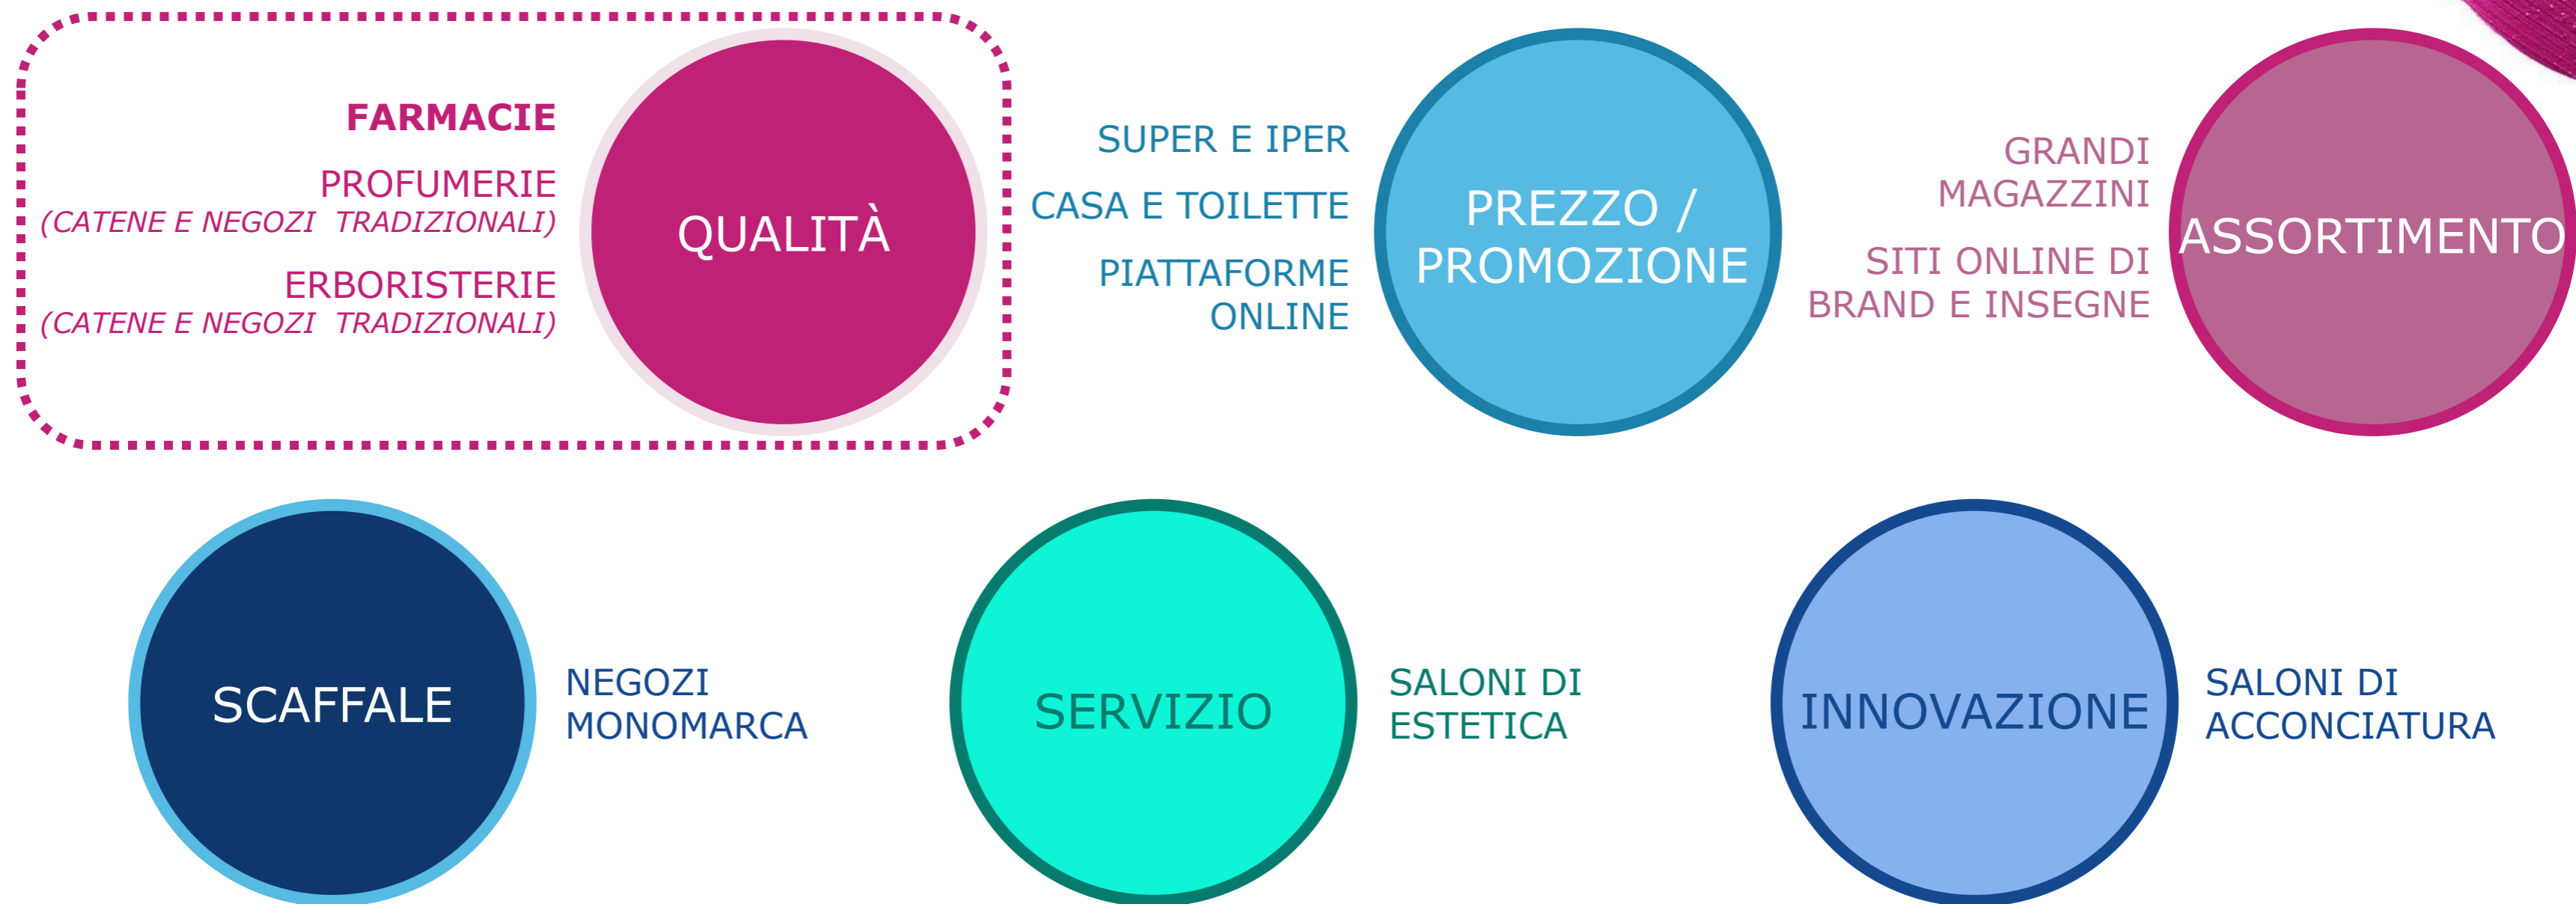 FARMACIE
PROFUMERIE
(CATENE E NEGOZI TRADIZIONALI)
ERBORISTERIE
(CATENE E NEGOZI TRADIZIONALI)
QUALITÀ
SUPER E IPER
CASA E TOILETTE
PIATTAFORME
ONLINE
PREZZO /
PROMOZIONE
GRANDI
MAGAZZINI
SITI ONLINE DI
BRAND E INSEGNE
ASSORTIMENTO
SCAFFALE
NEGOZI
MONOMARCA
SERVIZIO
SALONI DI
ESTETICA
INNOVAZIONE
SALONI DI
ACCONCIATURA